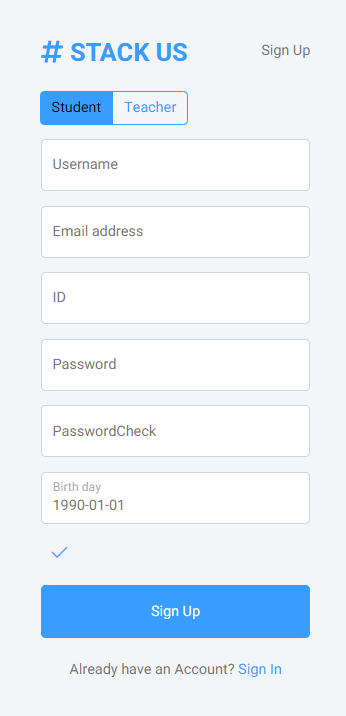 # STACK US
Sign Up
Student
Teacher
Username
Email address
ID
Password
PasswordCheck
Birth day
1990-01-01
Sign Up
Already have an Account? Sign In